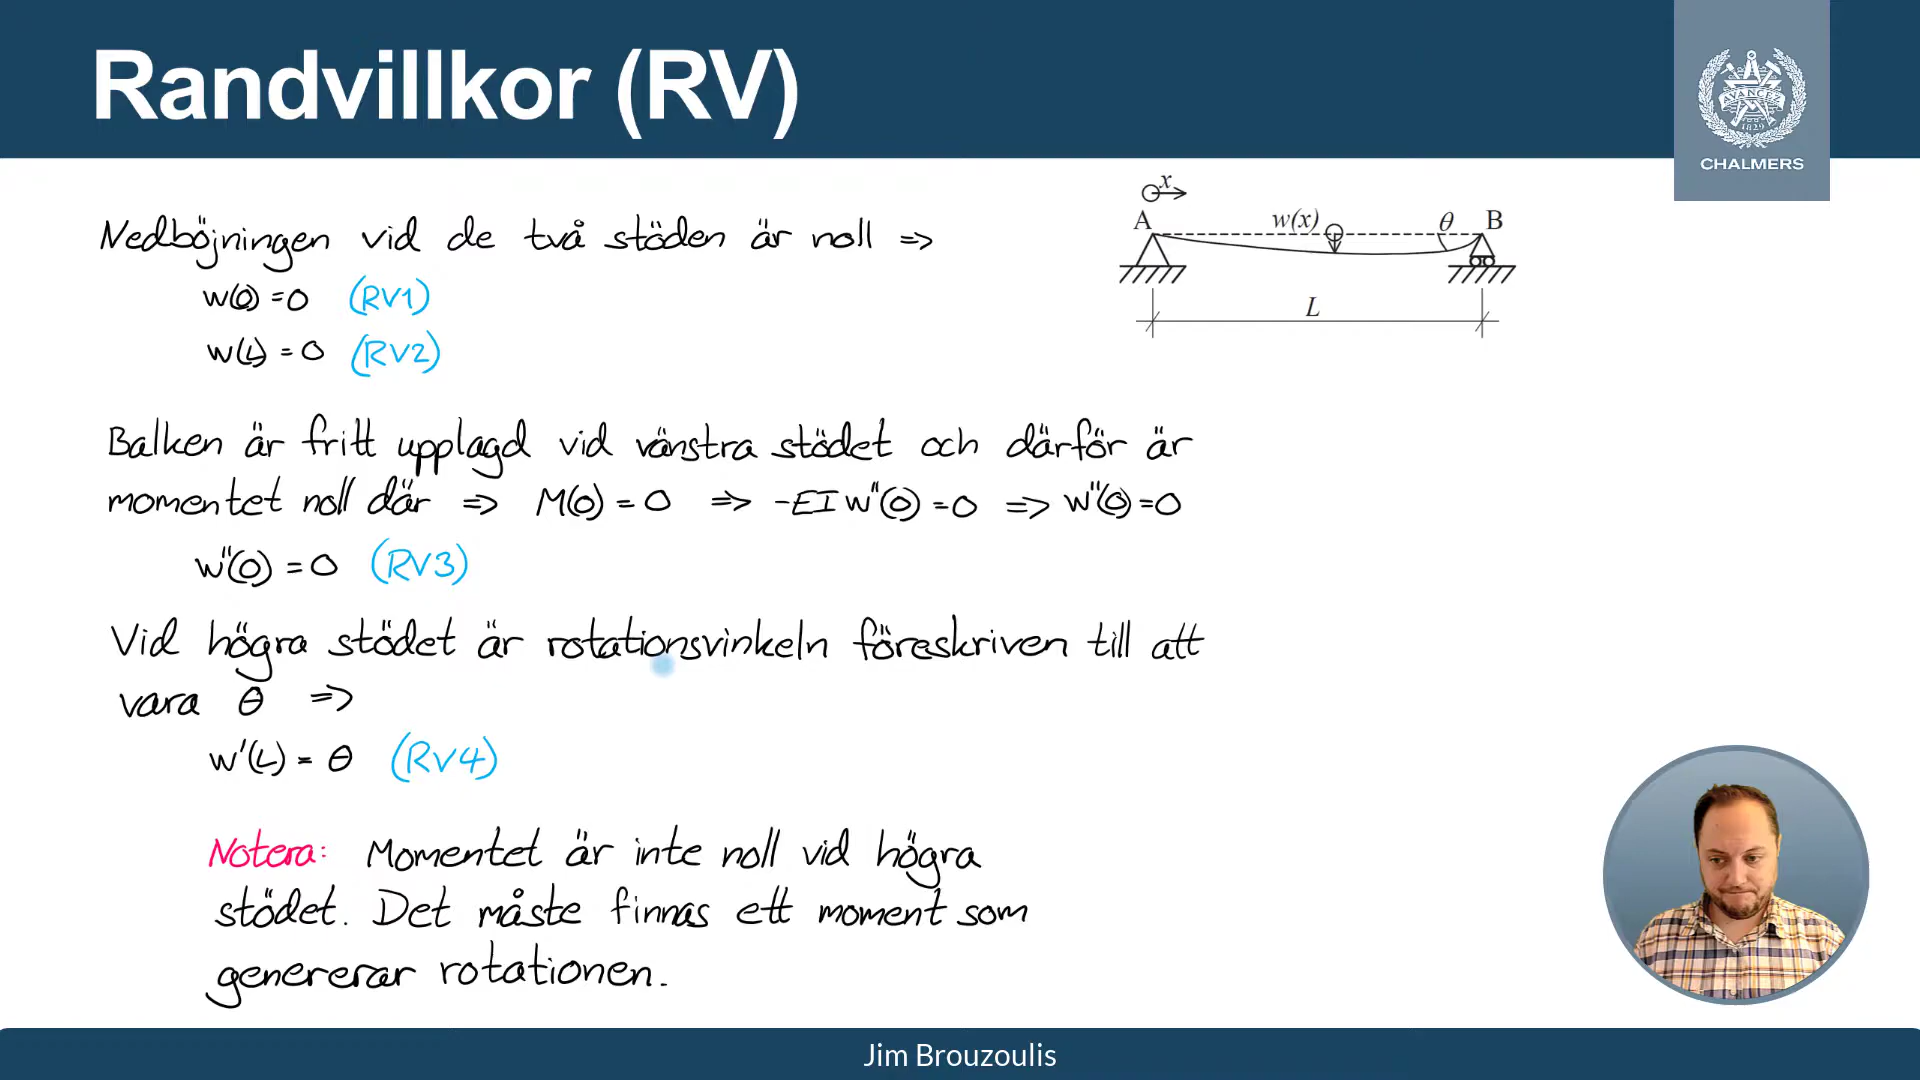 Randvillkor (RV)
AVANCEZ
1829
CHALMERS
Nedböjningen vid de två stöden är noll ⇒
w(0) = 0 (RV1)
w(L) = 0 (RV2)
x
A w(x) θ B
L
Balken är fritt upplagd vid vänstra stödet och därför är
momentet noll där ⇒ M(0) = 0 ⇒ -EI w"(0) = 0 ⇒ w"(0) = 0
w"(0) = 0 (RV3)
Vid högra stödet är rotationsvinkeln föreskriven till att
vara θ ⇒
w'(L) = θ (RV4)
Notera: Momentet är inte noll vid högra
stödet. Det måste finnas ett moment som
genererar rotationen.
Jim Brouzoulis